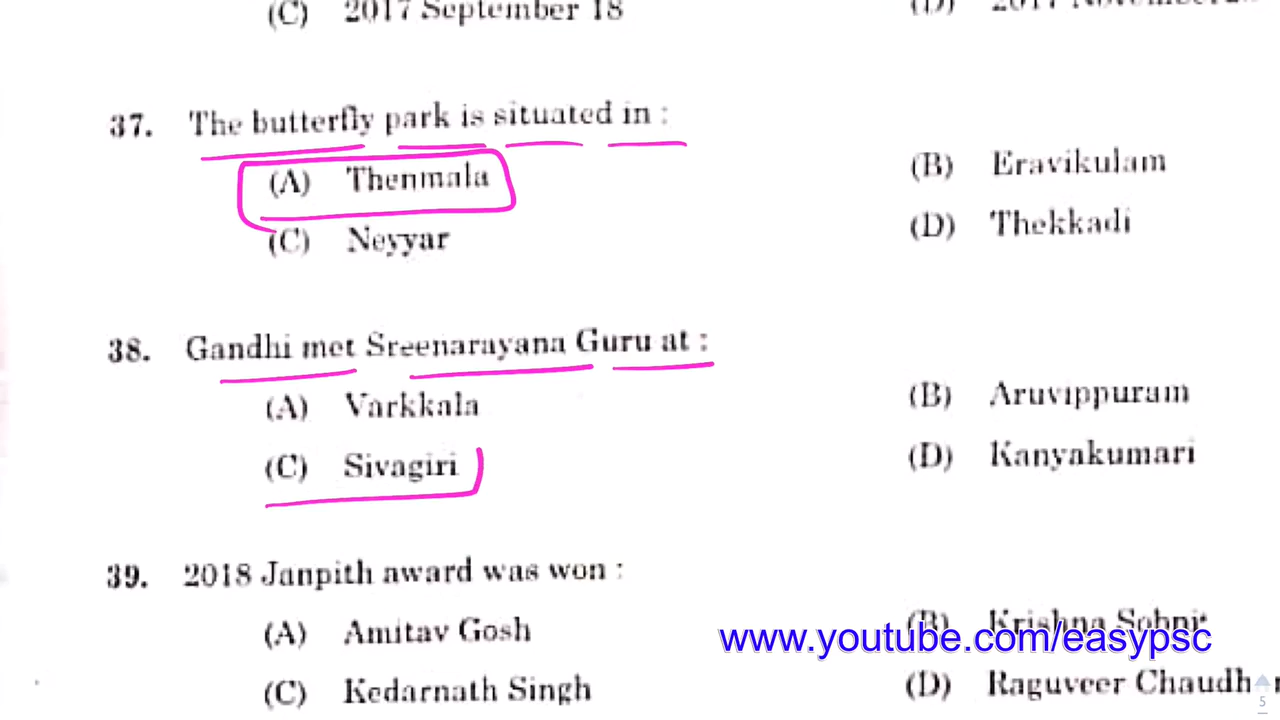 (C) 2017 September 18
37. The butterfly park is situated in :
(A) Thenmala (B) Eravikulam
(C) Neyyar (D) Thekkadi
38. Gandhi met Sreenarayana Guru at :
(A) Varkkala (B) Aruvippuram
(C) Sivagiri (D) Kanyakumari
39. 2018 Janpith award was won :
(A) Amitav Gosh (B) Krishna
www.youtube.com/easypsc
(C) Kedarnath Singh (D) Raguveer
5